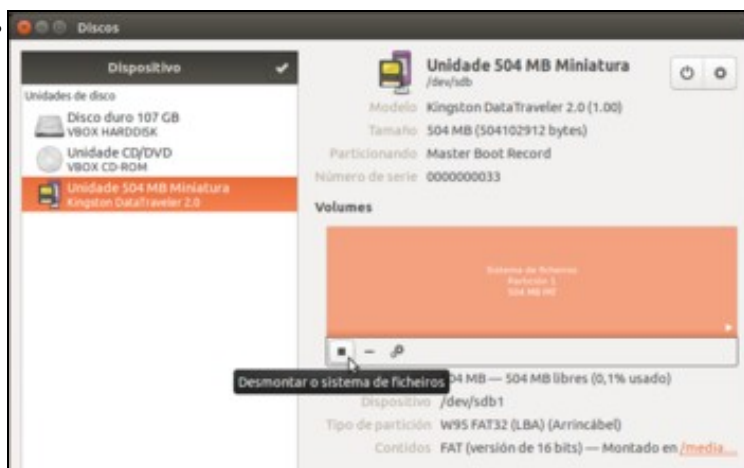 Discos
Dispositivo
Unidades de disco
Disco duro 107 GB
VBOX HARDDISK
Unidade CD/DVD
VBOX CD-ROM
Unidade 504 MB Miniatura
Kingston DataTraveler 2.0
Unidade 504 MB Miniatura
/dev/sdb
Modelo Kingston DataTraveler 2.0 (1.00)
Tamaño 504 MB (504102912 bytes)
Particionando Master Boot Record
Número de serie 0000000033
Volumes
Sistema de ficheiros
Partición 1
504 MB FAT
Desmontar o sistema de ficheiros
04 MB — 504 MB libres (0,1% usado)
Dispositivo /dev/sdb1
Tipo de partición W95 FAT32 (LBA) (Arrincábel)
Contidos FAT (versión de 16 bits) — Montado en /media...